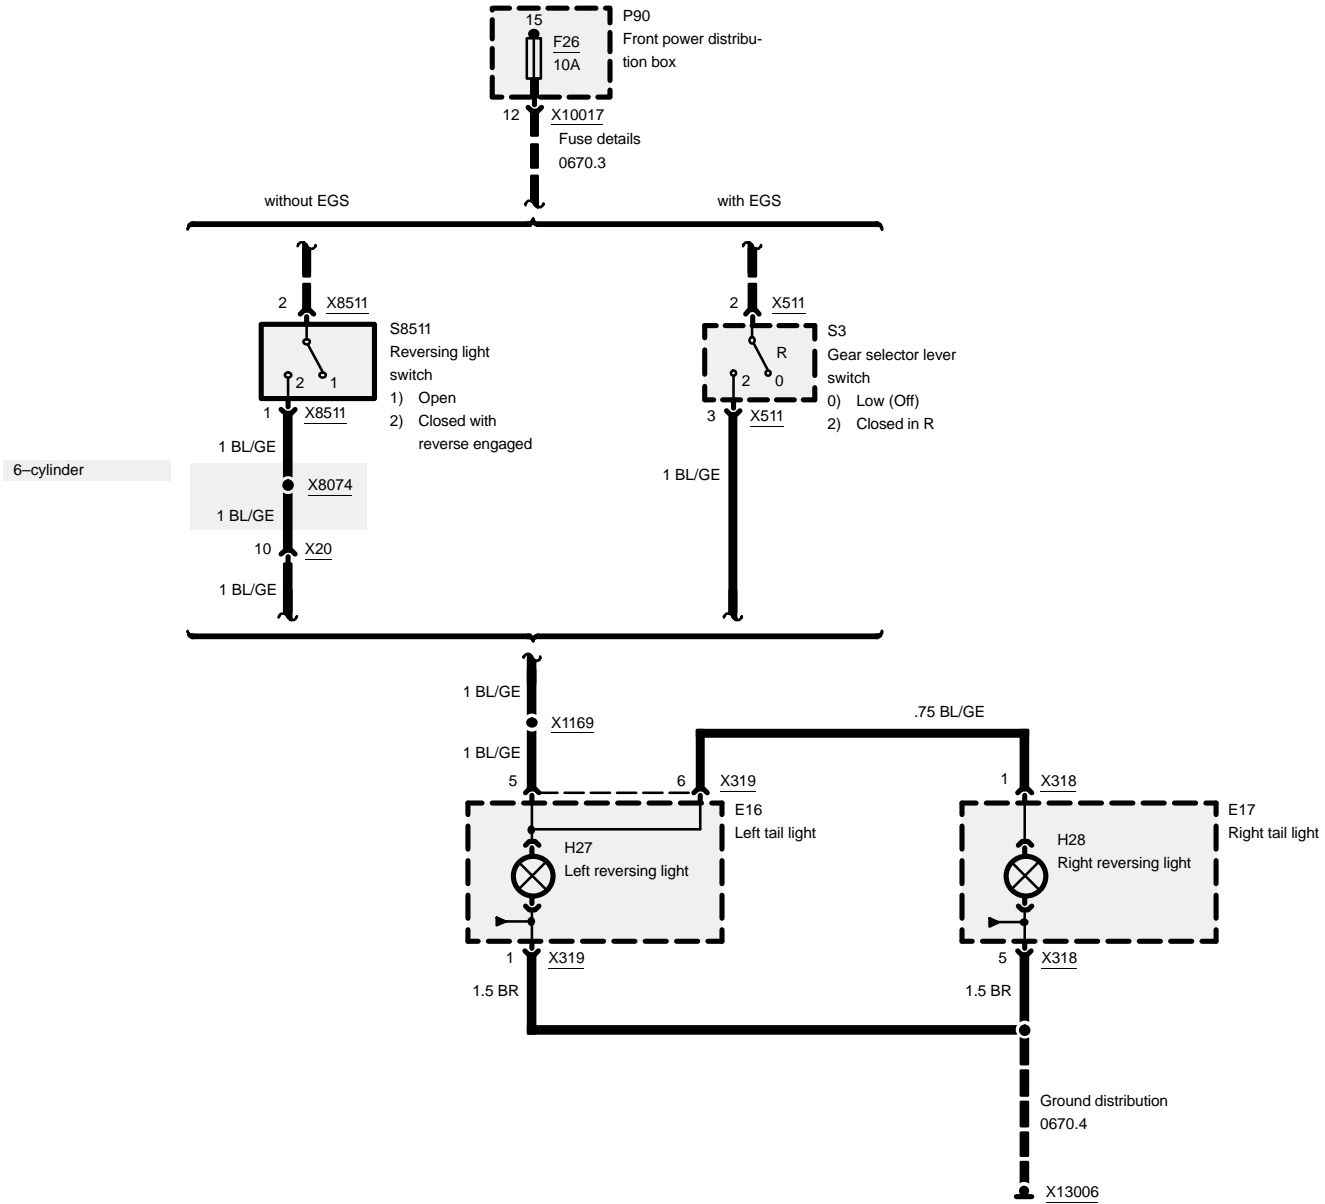 15
F26
10A
P90
Front power distribu-
tion box
12
X10017
Fuse details
0670.3
without EGS
with EGS
2
X8511
S8511
Reversing light
switch
1) Open
2) Closed with
reverse engaged
2
1
1
X8511
1 BL/GE
6–cylinder
X8074
1 BL/GE
10
X20
1 BL/GE
2
X511
S3
Gear selector lever
switch
0) Low (Off)
2) Closed in R
R
2
0
3
X511
1 BL/GE
1 BL/GE
X1169
1 BL/GE
.75 BL/GE
5
6
X319
E16
Left tail light
H27
Left reversing light
1
X319
1.5 BR
1
X318
E17
Right tail light
H28
Right reversing light
5
X318
1.5 BR
Ground distribution
0670.4
X13006